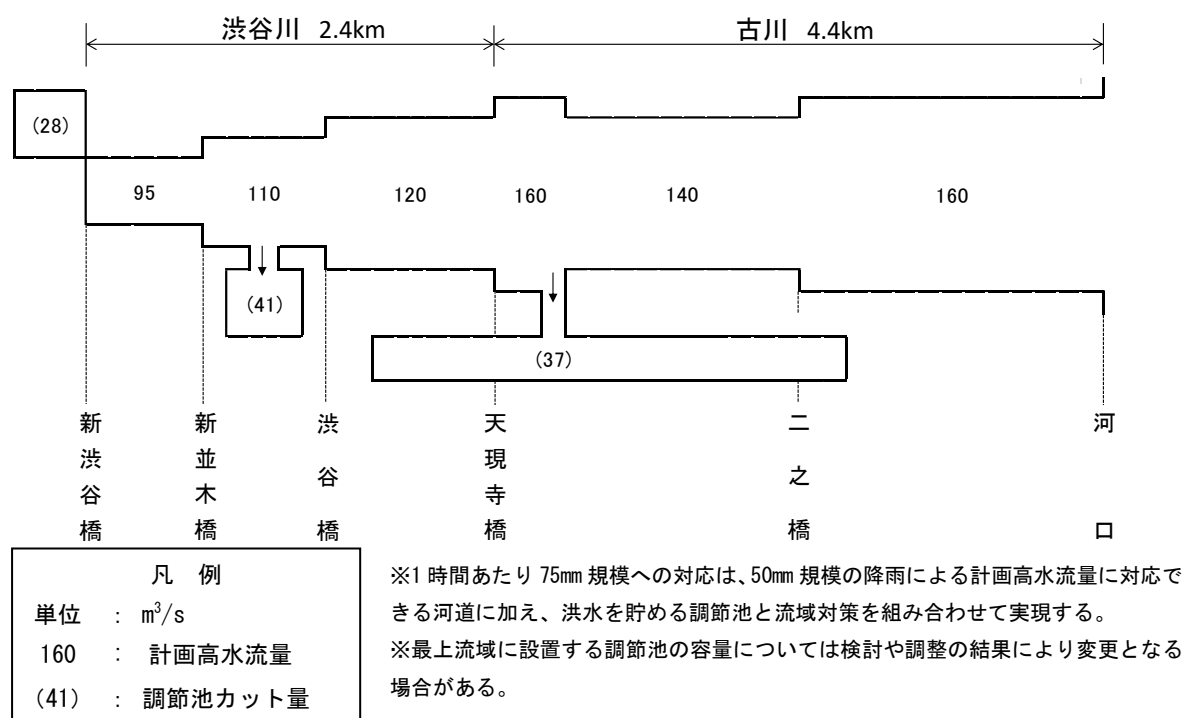 渋谷川 2.4km
古川 4.4km
(28)
95
110
120
160
140
160
(41)
(37)
新渋谷橋
新並木橋
渋谷橋
天現寺橋
二之橋
河口
凡 例
単位 : m³/s
160 : 計画高水流量
(41) : 調節池カット量
※1 時間あたり 75㎜ 規模への対応は、50㎜ 規模の降雨による計画高水流量に対応で
きる河道に加え、洪水を貯める調節池と流域対策を組み合わせて実現する。
※最上流域に設置する調節池の容量については検討や調整の結果により変更となる
場合がある。